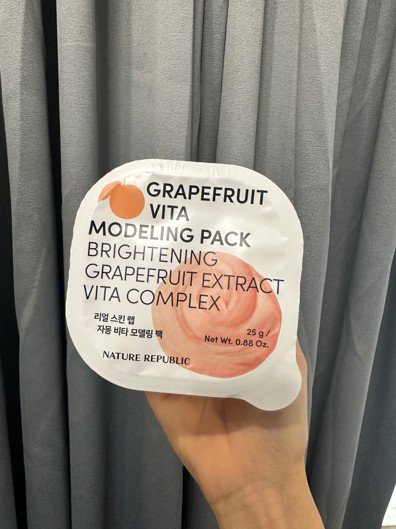 GRAPEFRUIT
VITA
MODELING PACK
BRIGHTENING
GRAPEFRUIT EXTRACT
VITA COMPLEX
리얼 스킨 랩
자몽 비타 모델링 팩
25 g /
Net Wt. 0.88 Oz.
NATURE REPUBLIC